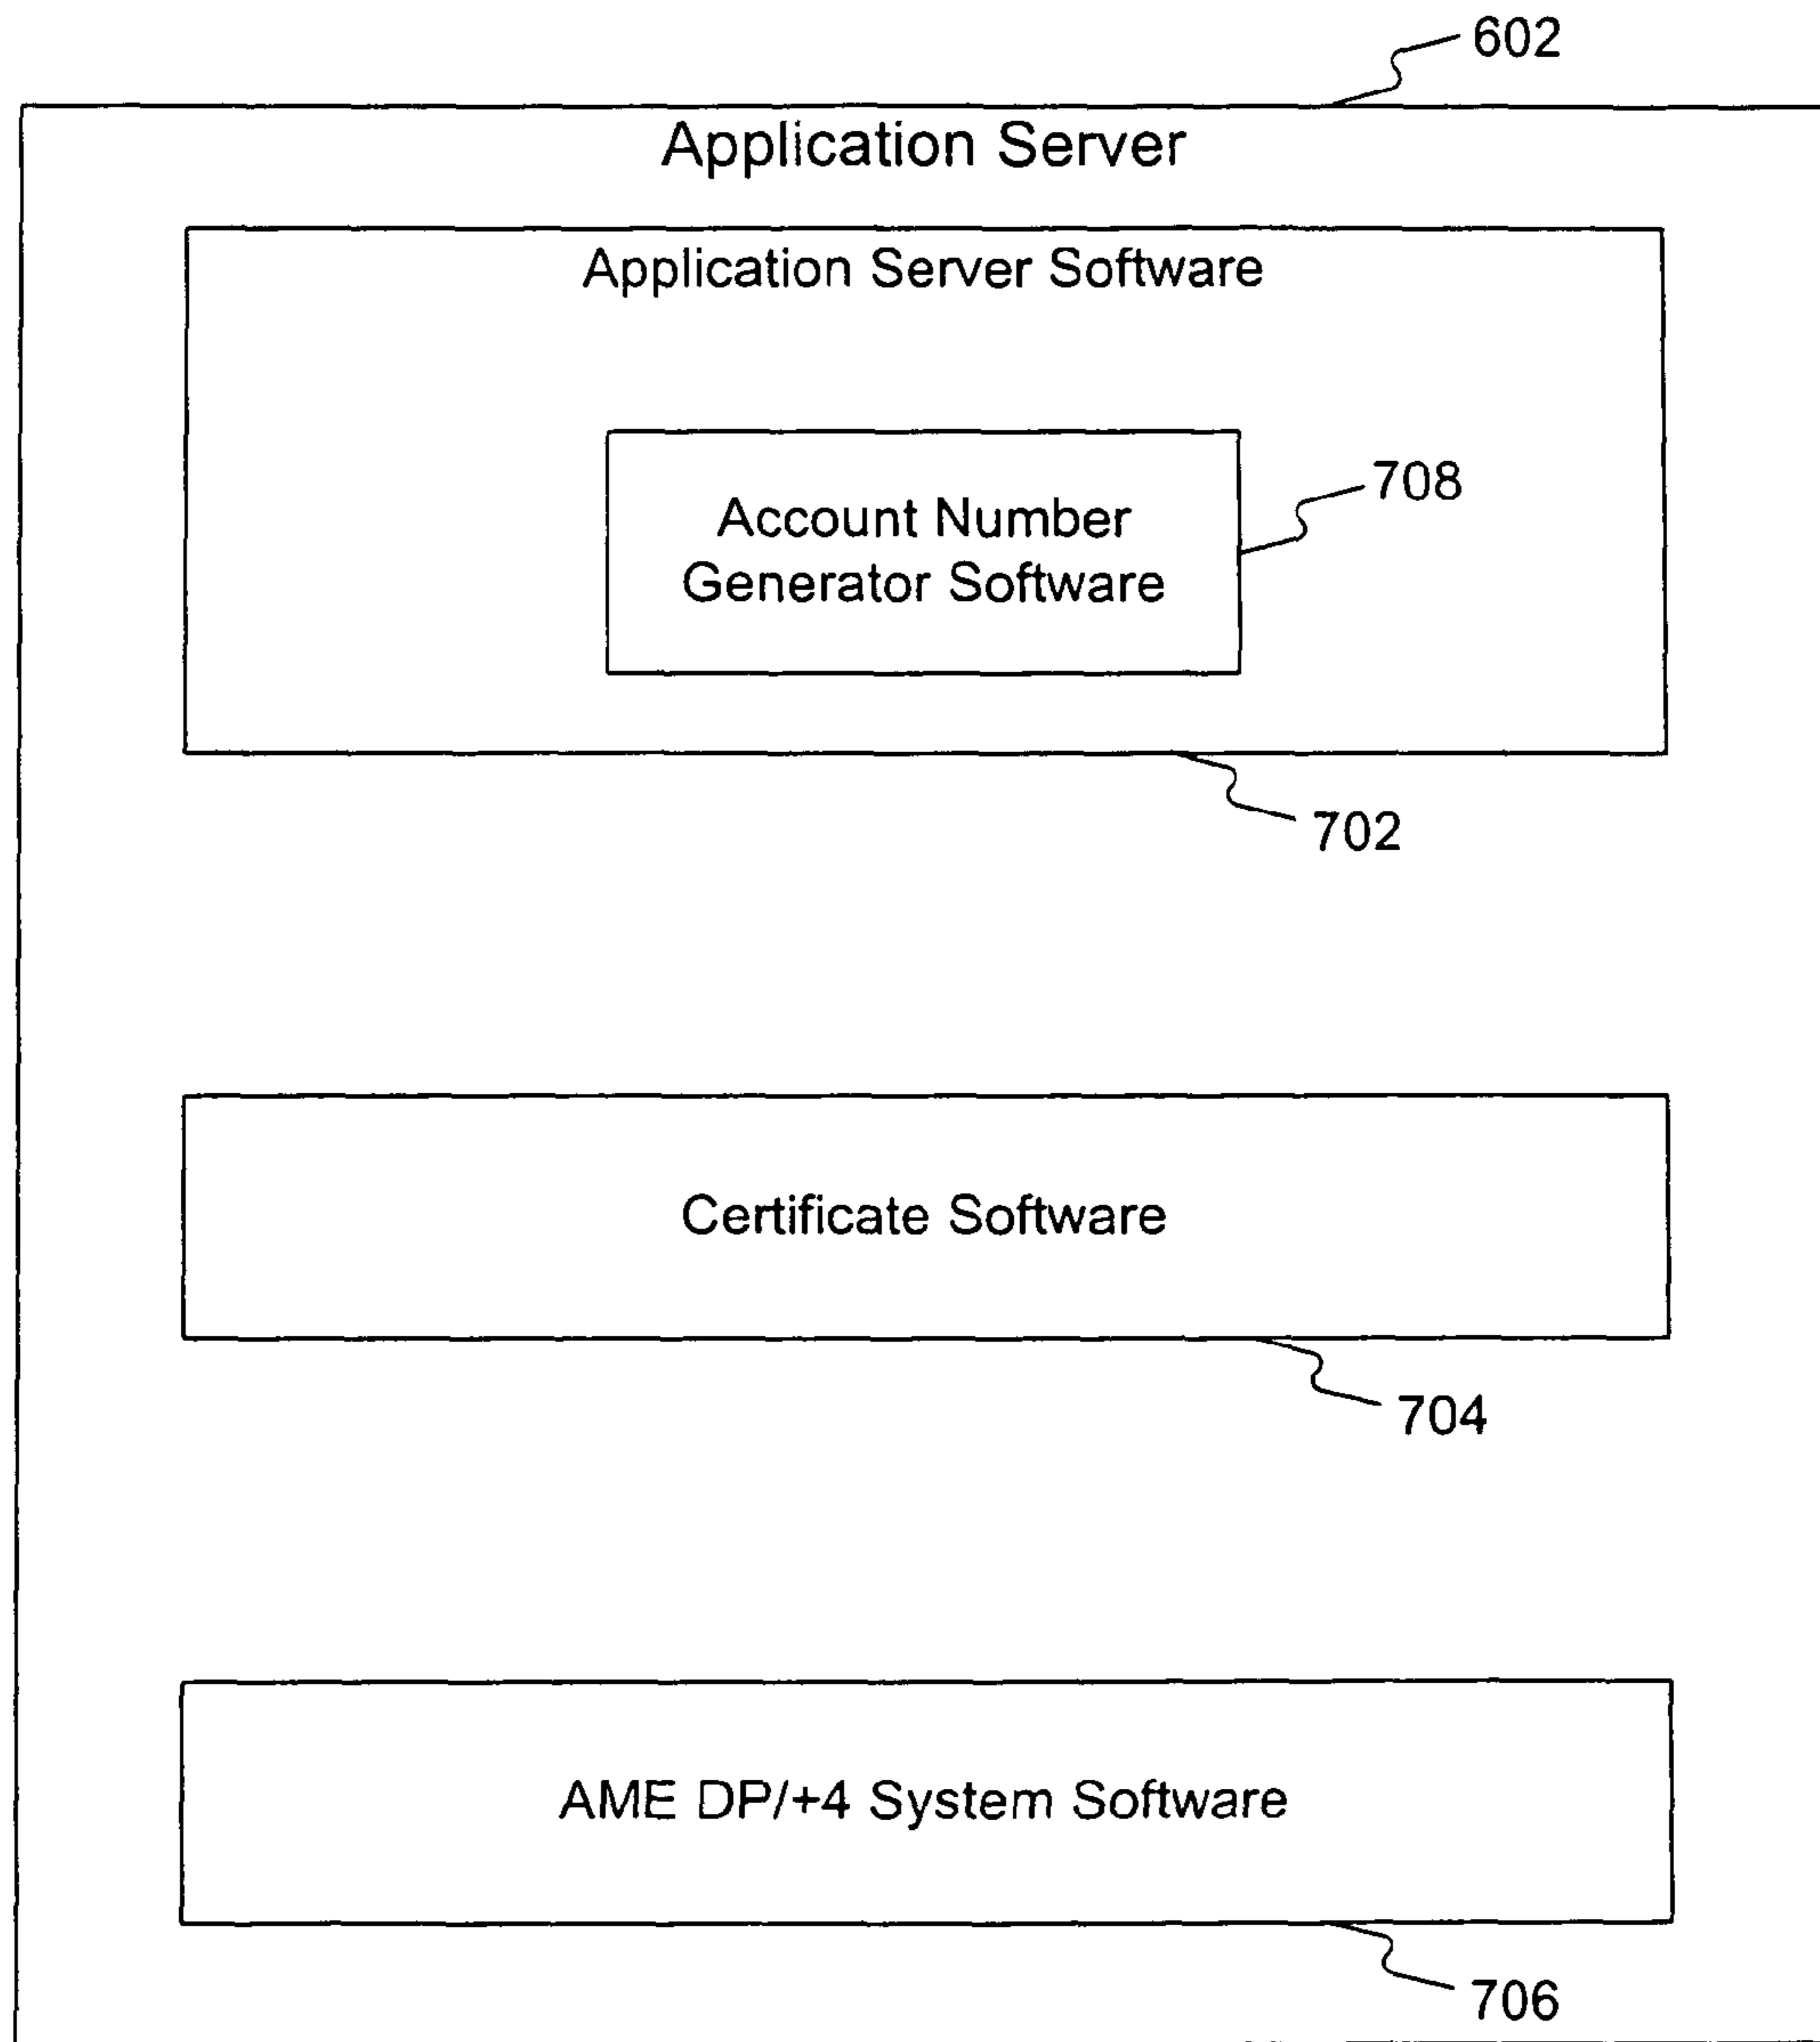 602
Application Server
Application Server Software
708
Account Number
Generator Software
702
Certificate Software
704
AME DP/+4 System Software
706